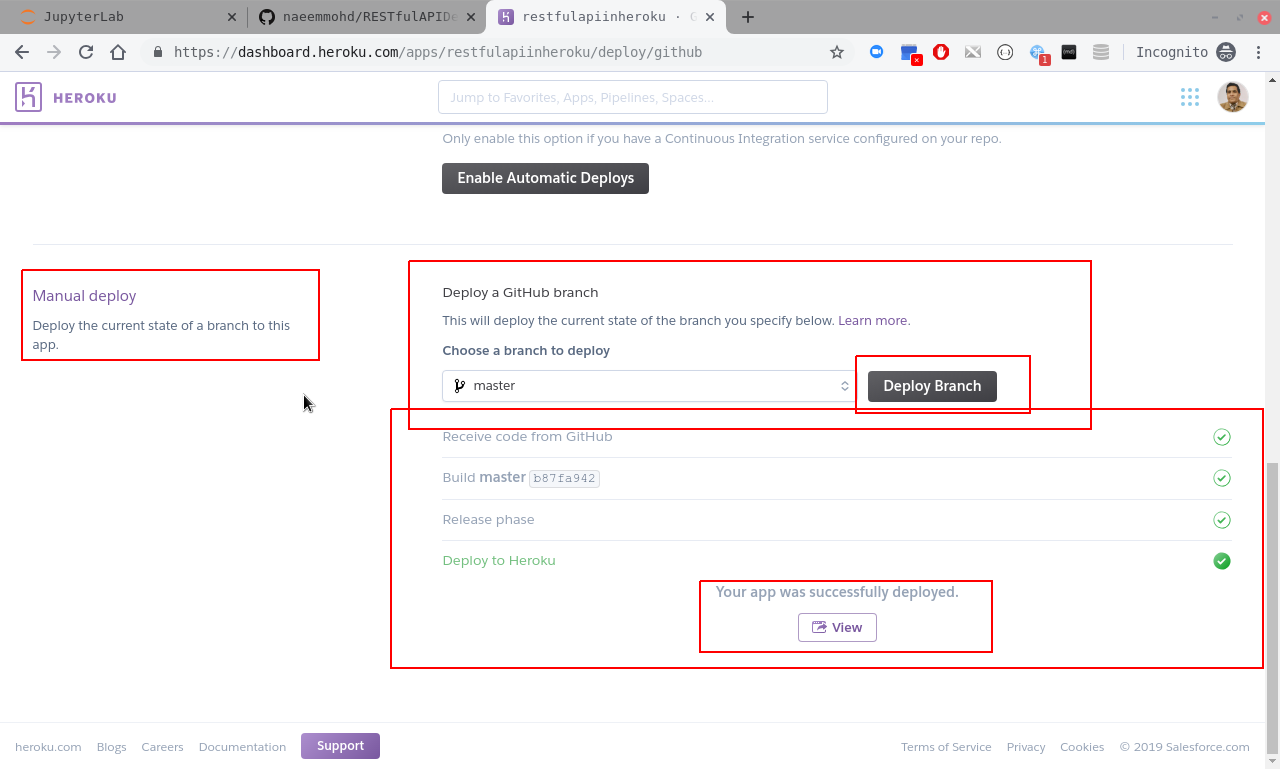 JupyterLab
naeemmohd/RESTfulAPIDe
restfulapiinheroku · G
https://dashboard.heroku.com/apps/restfulapiinheroku/deploy/github
1
Incognito
HEROKU
Jump to Favorites, Apps, Pipelines, Spaces...
Only enable this option if you have a Continuous Integration service configured on your repo.
Enable Automatic Deploys
Manual deploy
Deploy the current state of a branch to this
app.
Deploy a GitHub branch
This will deploy the current state of the branch you specify below. Learn more.
Choose a branch to deploy
master
Deploy Branch
Receive code from GitHub
Build master b87fa942
Release phase
Deploy to Heroku
Your app was successfully deployed.
View
heroku.com Blogs Careers Documentation Support Terms of Service Privacy Cookies © 2019 Salesforce.com